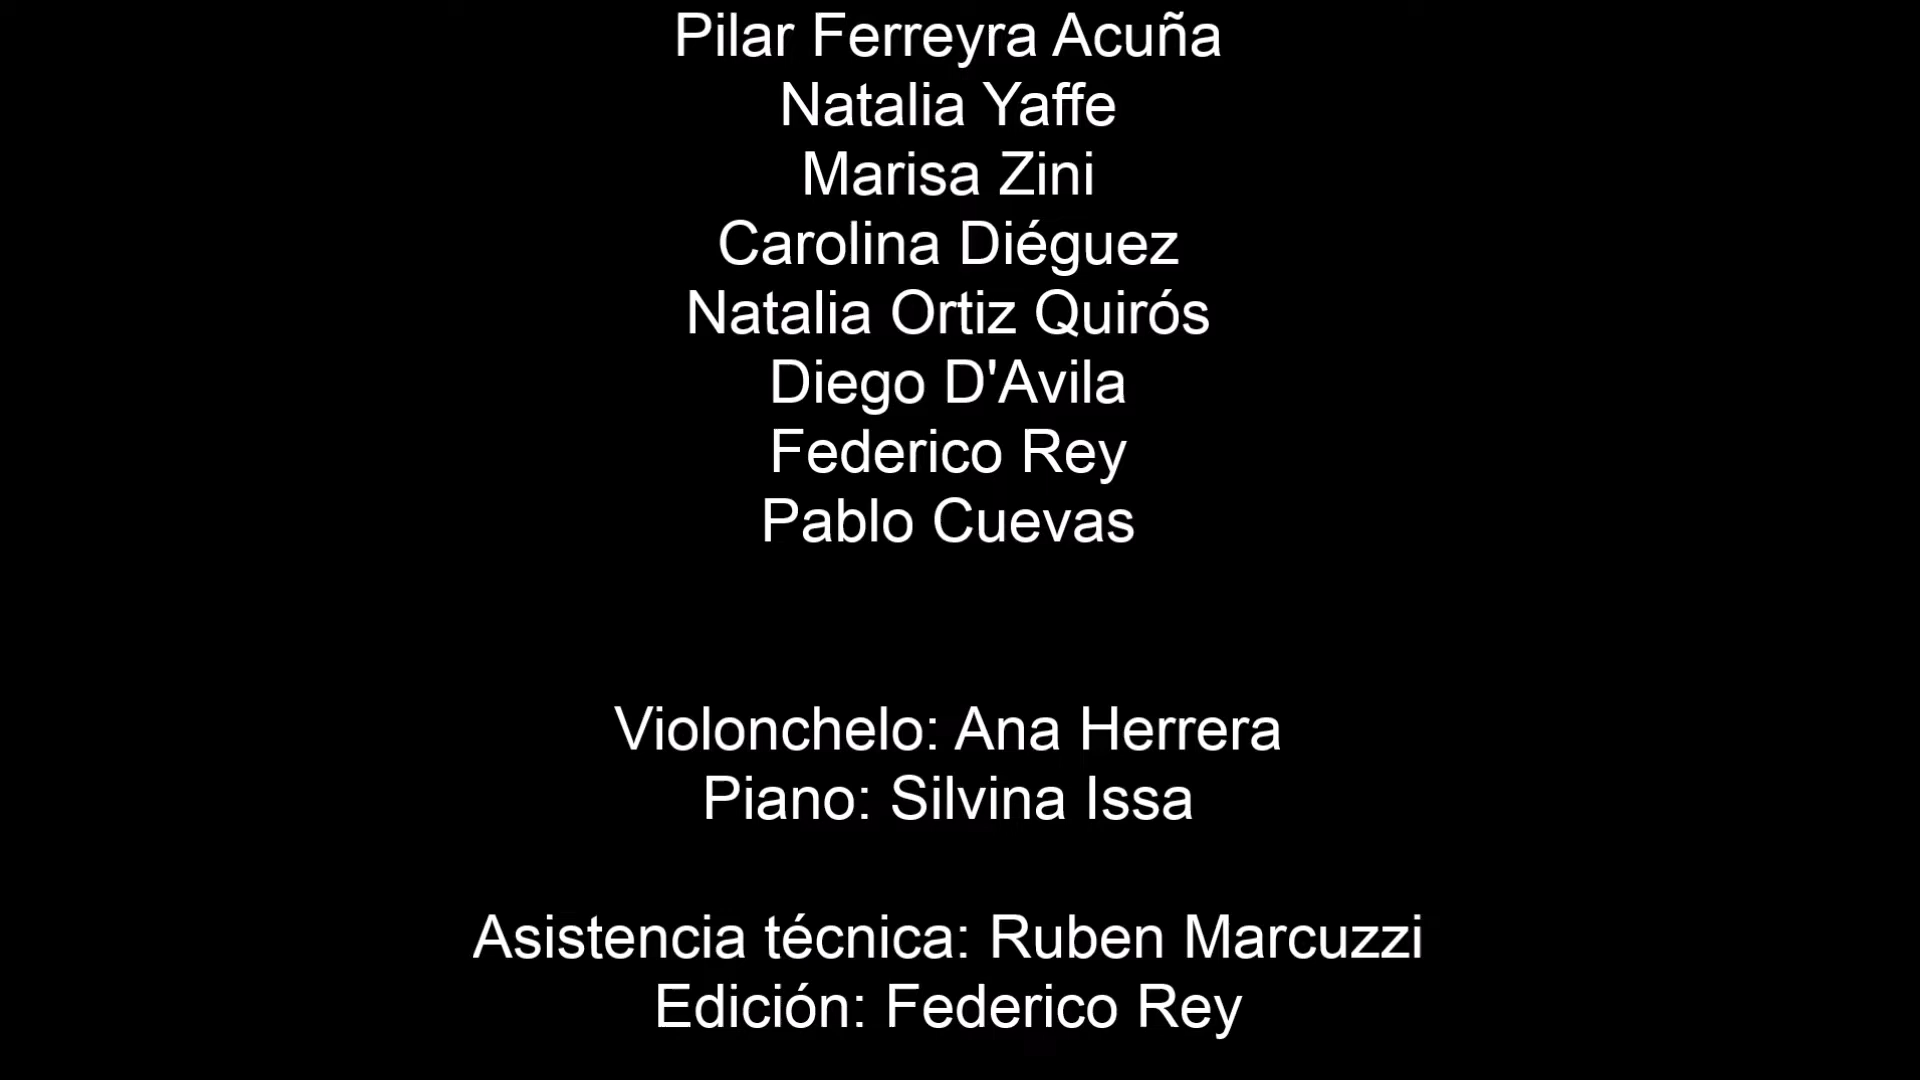 Pilar Ferreyra Acuña
Natalia Yaffe
Marisa Zini
Carolina Diéguez
Natalia Ortiz Quirós
Diego D'Avila
Federico Rey
Pablo Cuevas
Violonchelo: Ana Herrera
Piano: Silvina Issa
Asistencia técnica: Ruben Marcuzzi
Edición: Federico Rey